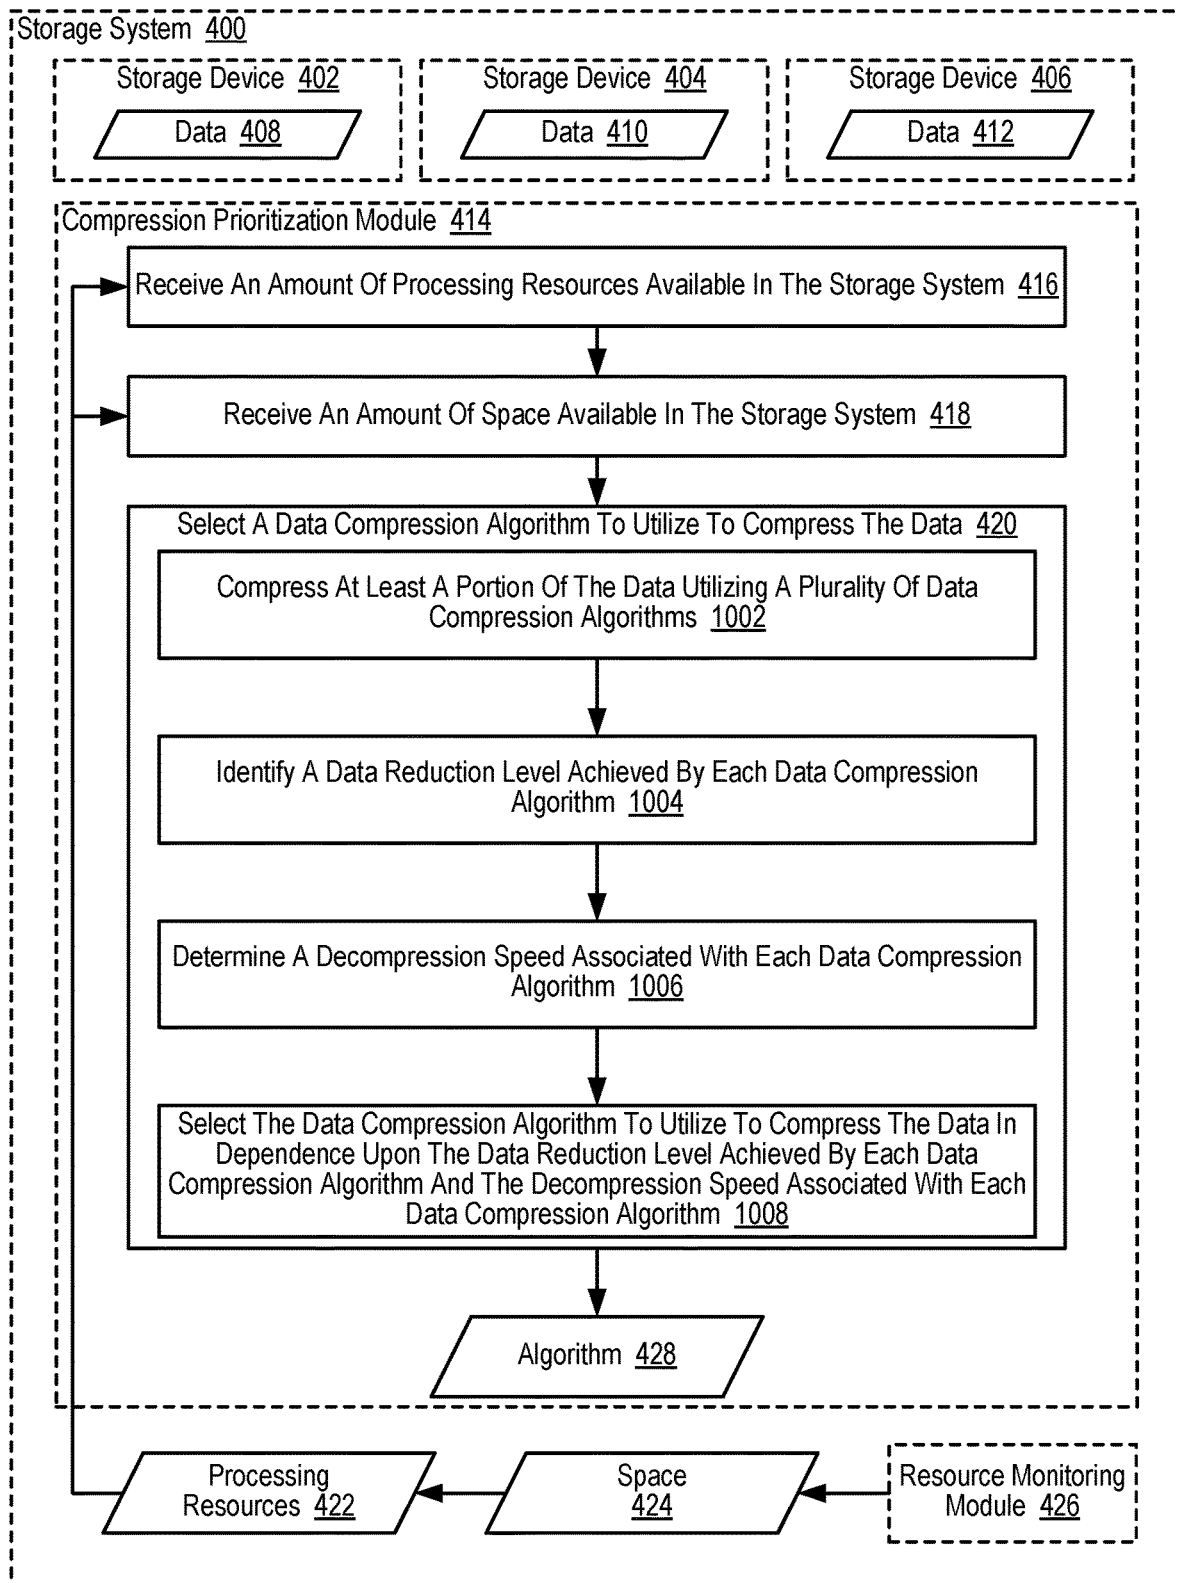 Storage System 400
Storage Device 402
Data 408
Storage Device 404
Data 410
Storage Device 406
Data 412
Compression Prioritization Module 414
Receive An Amount Of Processing Resources Available In The Storage System 416
Receive An Amount Of Space Available In The Storage System 418
Select A Data Compression Algorithm To Utilize To Compress The Data 420
Compress At Least A Portion Of The Data Utilizing A Plurality Of Data
Compression Algorithms 1002
Identify A Data Reduction Level Achieved By Each Data Compression
Algorithm 1004
Determine A Decompression Speed Associated With Each Data Compression
Algorithm 1006
Select The Data Compression Algorithm To Utilize To Compress The Data In
Dependence Upon The Data Reduction Level Achieved By Each Data
Compression Algorithm And The Decompression Speed Associated With Each
Data Compression Algorithm 1008
Algorithm 428
Processing
Resources 422
Space
424
Resource Monitoring
Module 426